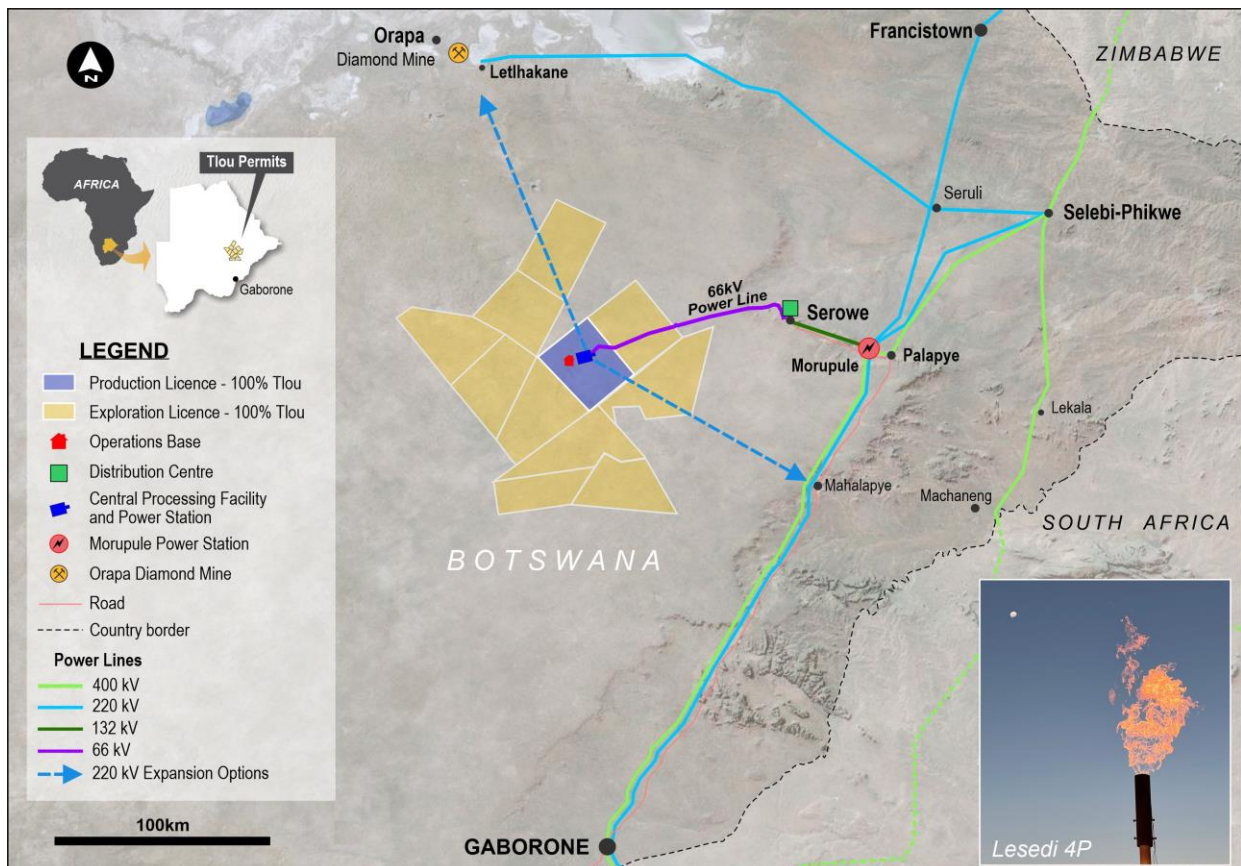 N
Orapa
Diamond Mine
Letlhakane
Francistown
ZIMBABWE
Tlou Permits
AFRICA
Gaborone
Seruli
Selebi-Phikwe
66kV
Power Line
Serowe
Morupule
Palapye
Lekala
Mahalapye
Machaneng
SOUTH AFRICA
BOTSWANA
GABORONE
LEGEND
Production Licence - 100% Tlou
Exploration Licence - 100% Tlou
Operations Base
Distribution Centre
Central Processing Facility
and Power Station
Morupule Power Station
Orapa Diamond Mine
Road
Country border
Power Lines
400 kV
220 kV
132 kV
66 kV
220 kV Expansion Options
100km
Lesedi 4P